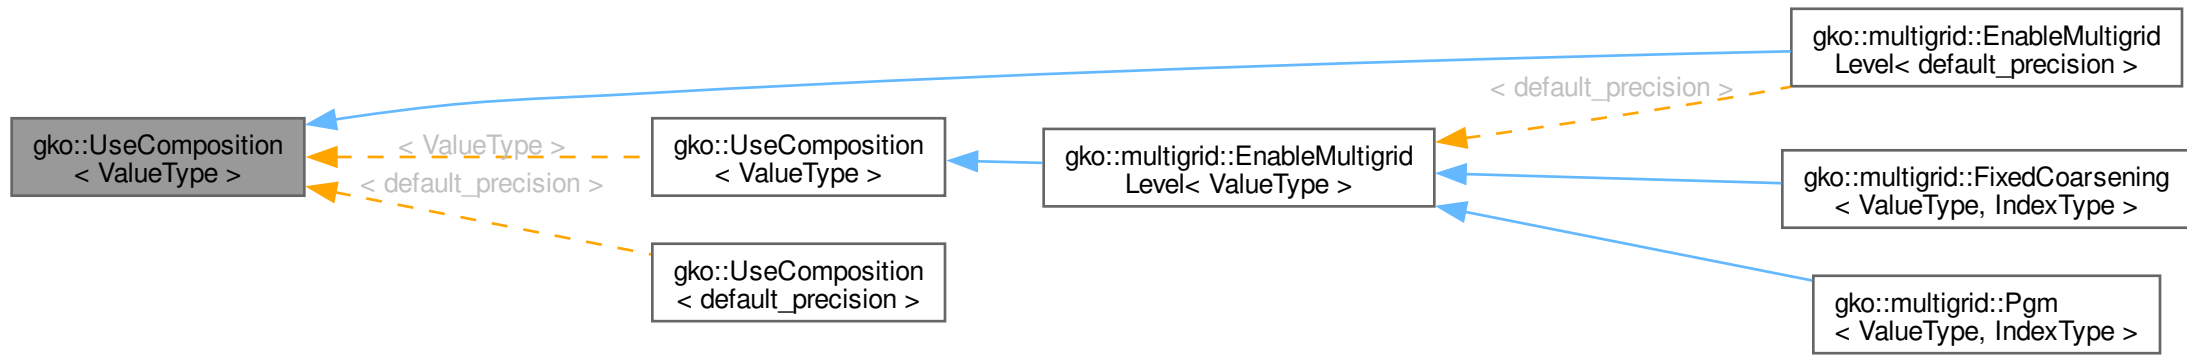 gko::UseComposition
< ValueType >
< ValueType >
< default_precision >
gko::UseComposition
< ValueType >
gko::UseComposition
< default_precision >
gko::multigrid::EnableMultigrid
Level< ValueType >
< default_precision >
gko::multigrid::EnableMultigrid
Level< default_precision >
gko::multigrid::FixedCoarsening
< ValueType, IndexType >
gko::multigrid::Pgm
< ValueType, IndexType >